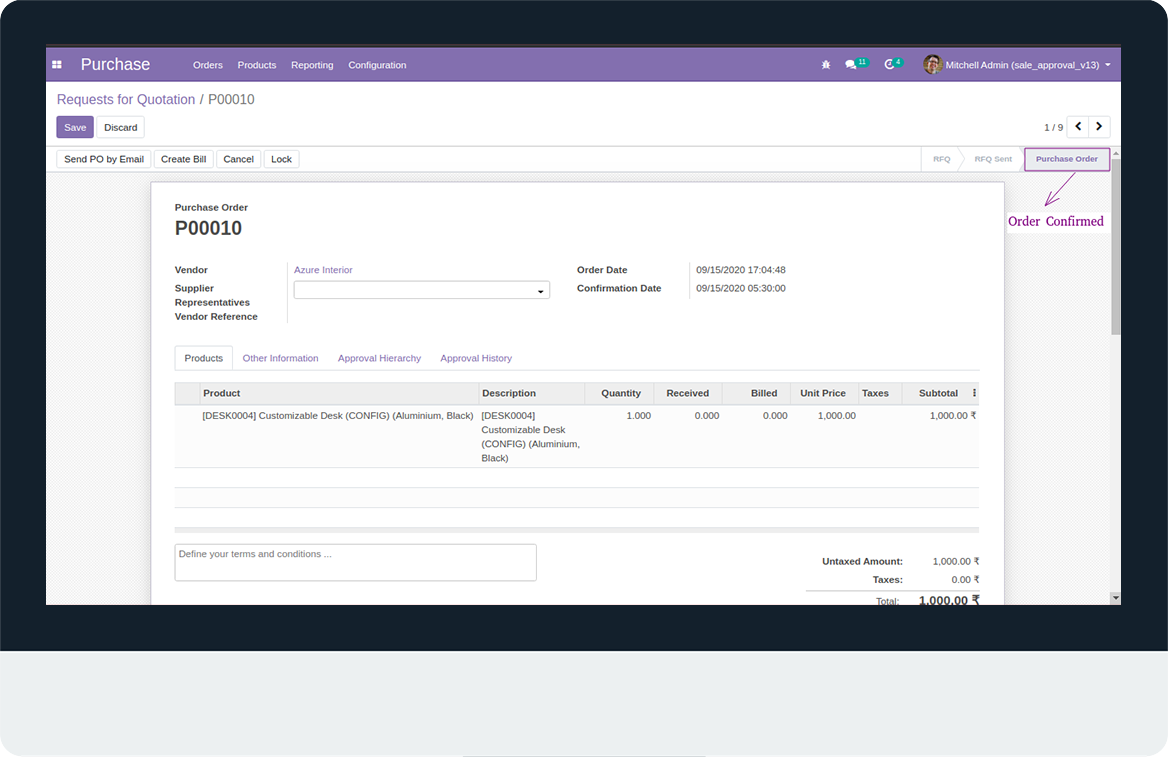 Purchase Orders Products Reporting Configuration 11 4 Mitchell Admin (sale_approval_v13)
Requests for Quotation / P00010
Save Discard 1 / 9
Send PO by Email Create Bill Cancel Lock RFQ RFQ Sent Purchase Order
Order Confirmed
Purchase Order
P00010
Vendor Azure Interior Order Date 09/15/2020 17:04:48
Supplier Representatives Confirmation Date 09/15/2020 05:30:00
Vendor Reference
Products Other Information Approval Hierarchy Approval History
Product Description Quantity Received Billed Unit Price Taxes Subtotal
[DESK0004] Customizable Desk (CONFIG) (Aluminium, Black) [DESK0004] 1.000 0.000 0.000 1,000.00 1,000.00 ₹
Customizable Desk
(CONFIG) (Aluminium,
Black)
Define your terms and conditions ...
Untaxed Amount: 1,000.00 ₹
Taxes: 0.00 ₹
Total: 1,000.00 ₹